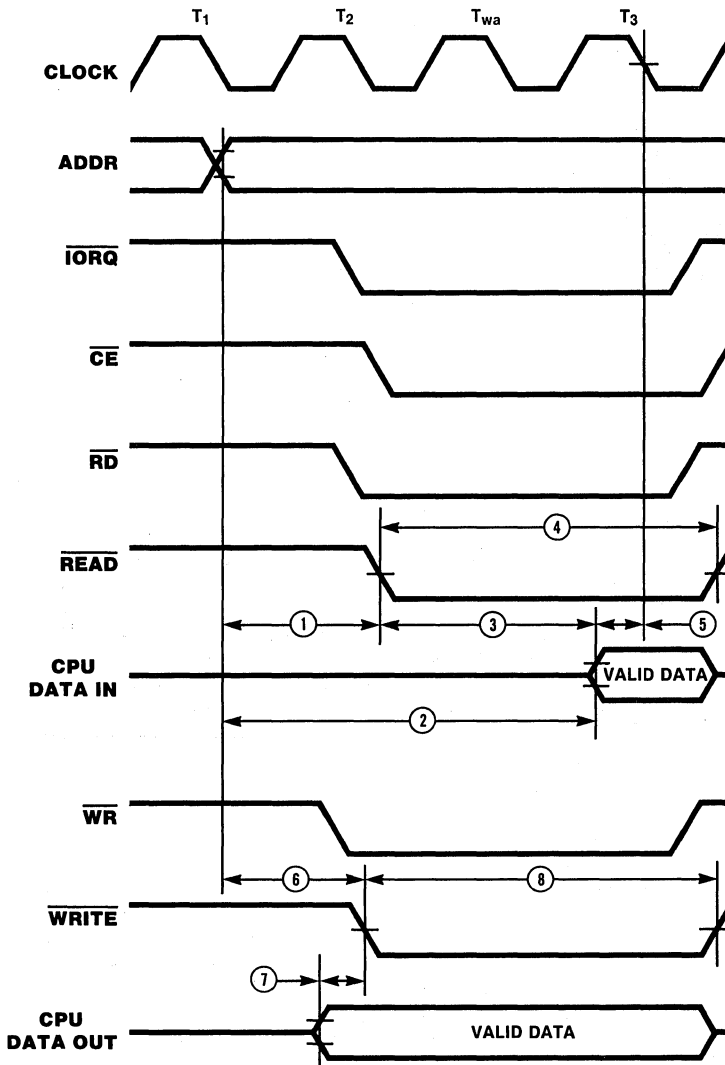 T1 T2 Twa T3
CLOCK
ADDR
IORQ
CE
RD
4
READ
1 3 5
CPU
DATA IN
VALID DATA
2
WR
6 8
WRITE
7
CPU
DATA OUT
VALID DATA